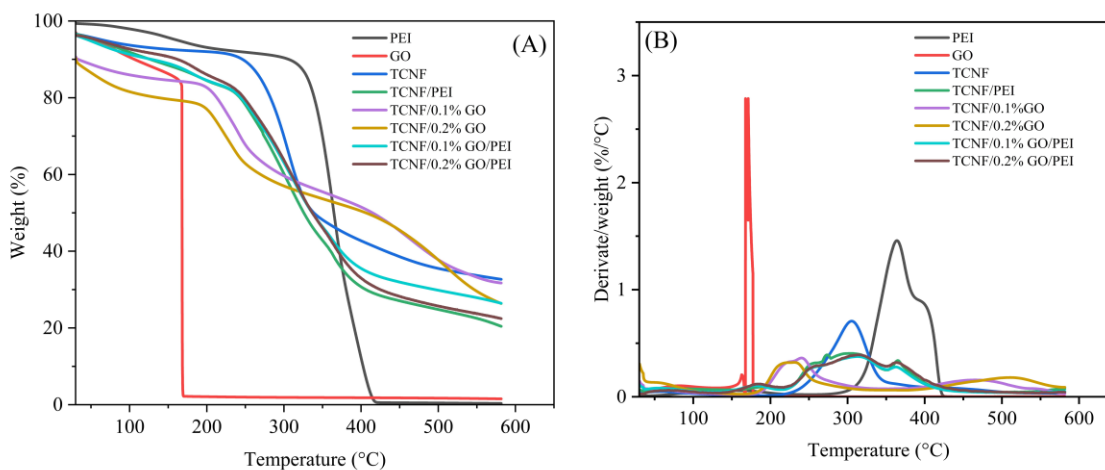 100
80
60
40
20
0
Weight (%)
100
200
300
400
500
600
Temperature (°C)
(A)
PEI
GO
TCNF
TCNF/PEI
TCNF/0.1% GO
TCNF/0.2% GO
TCNF/0.1% GO/PEI
TCNF/0.2% GO/PEI
3
2
1
0
Derivate/weight (%/°C)
100
200
300
400
500
600
Temperature (°C)
(B)
PEI
GO
TCNF
TCNF/PEI
TCNF/0.1%GO
TCNF/0.2%GO
TCNF/0.1% GO/PEI
TCNF/0.2% GO/PEI